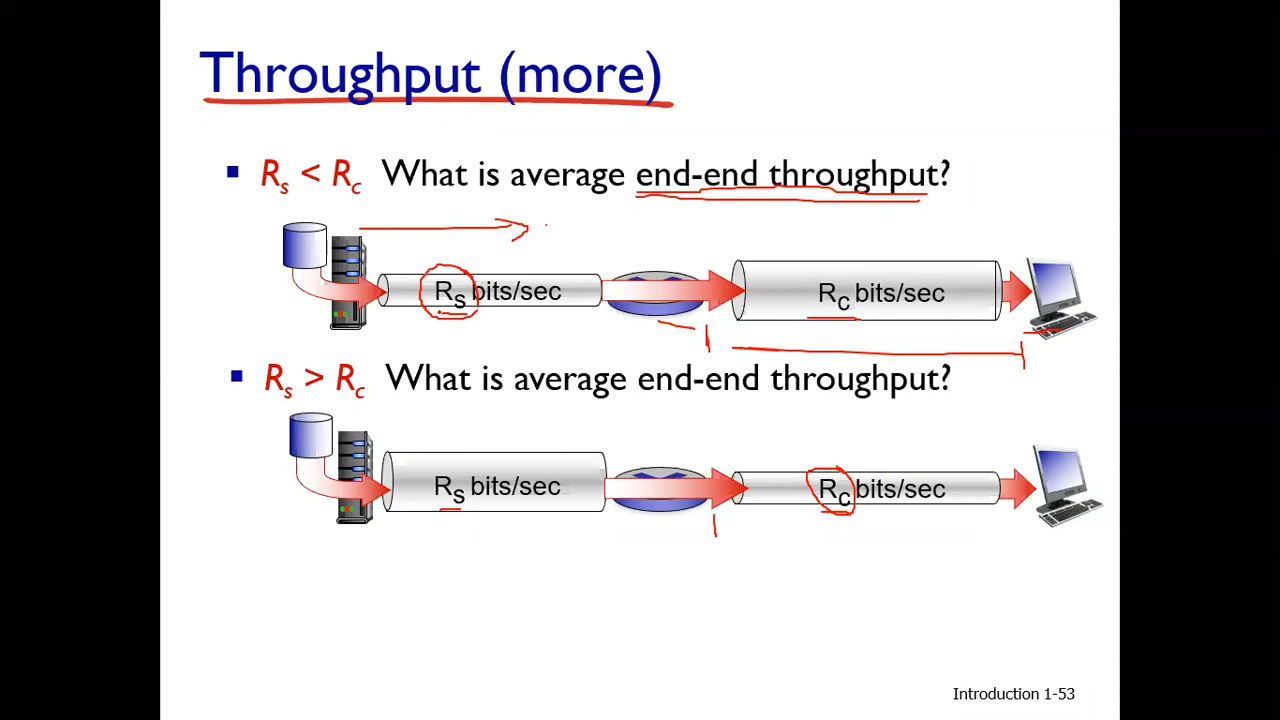 Throughput (more)
▪ Rs < Rc What is average end-end throughput?
Rs bits/sec
Rc bits/sec
▪ Rs > Rc What is average end-end throughput?
Rs bits/sec
Rc bits/sec
Introduction 1-53